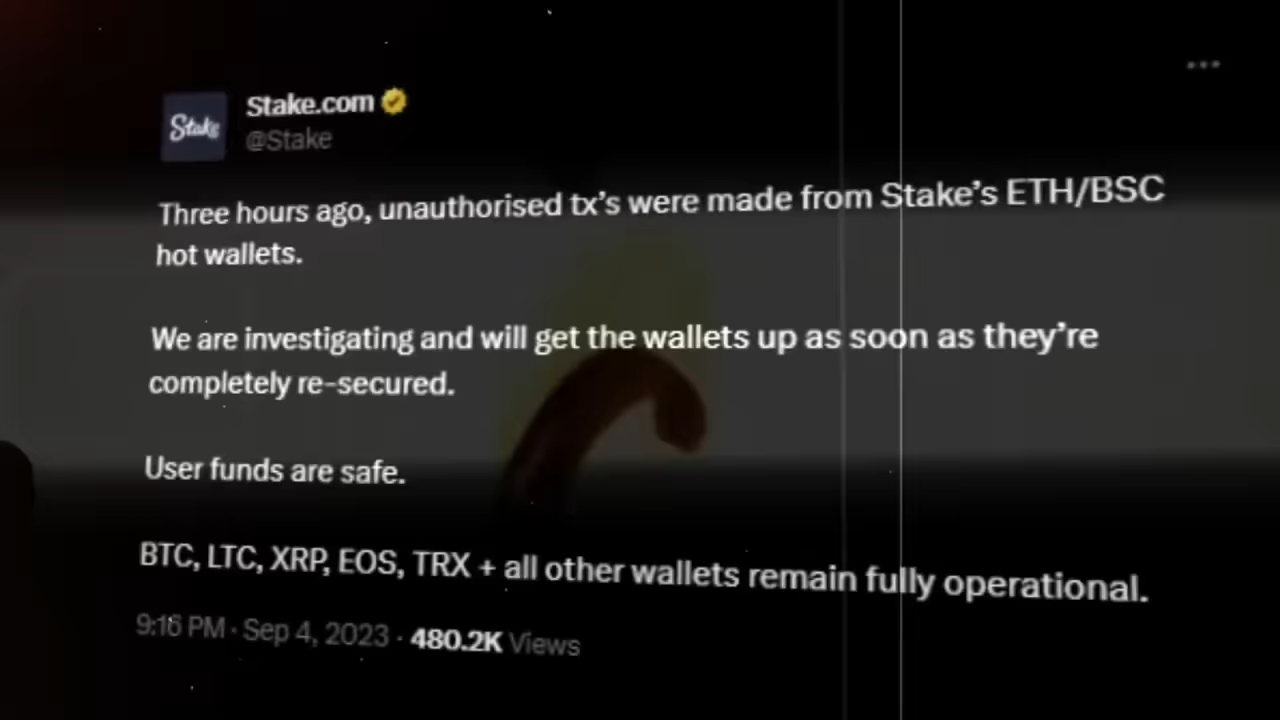 Stake
Stake.com
@Stake
Three hours ago, unauthorised tx's were made from Stake's ETH/BSC
hot wallets.
We are investigating and will get the wallets up as soon as they're
completely re-secured.
User funds are safe.
BTC, LTC, XRP, EOS, TRX + all other wallets remain fully operational.
9:16 PM · Sep 4, 2023 · 480.2K Views